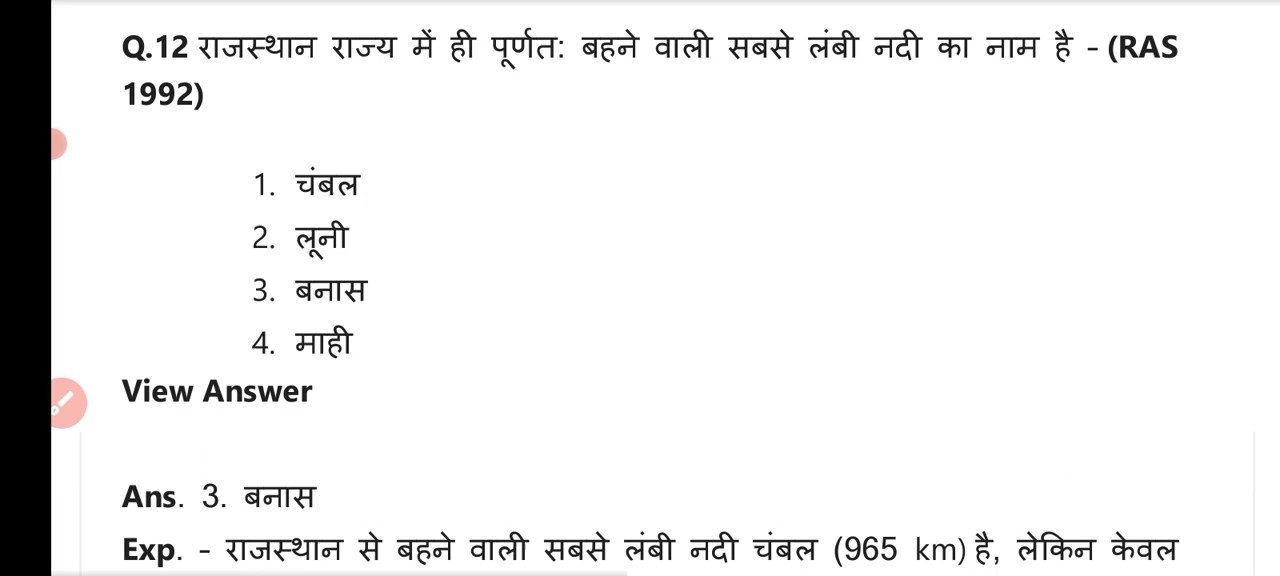 Q.12 राजस्थान राज्य में ही पूर्णत: बहने वाली सबसे लंबी नदी का नाम है - (RAS
1992)
1. चंबल
2. लूनी
3. बनास
4. माही
View Answer
Ans. 3. बनास
Exp. - राजस्थान से बहने वाली सबसे लंबी नदी चंबल (965 km) है, लेकिन केवल